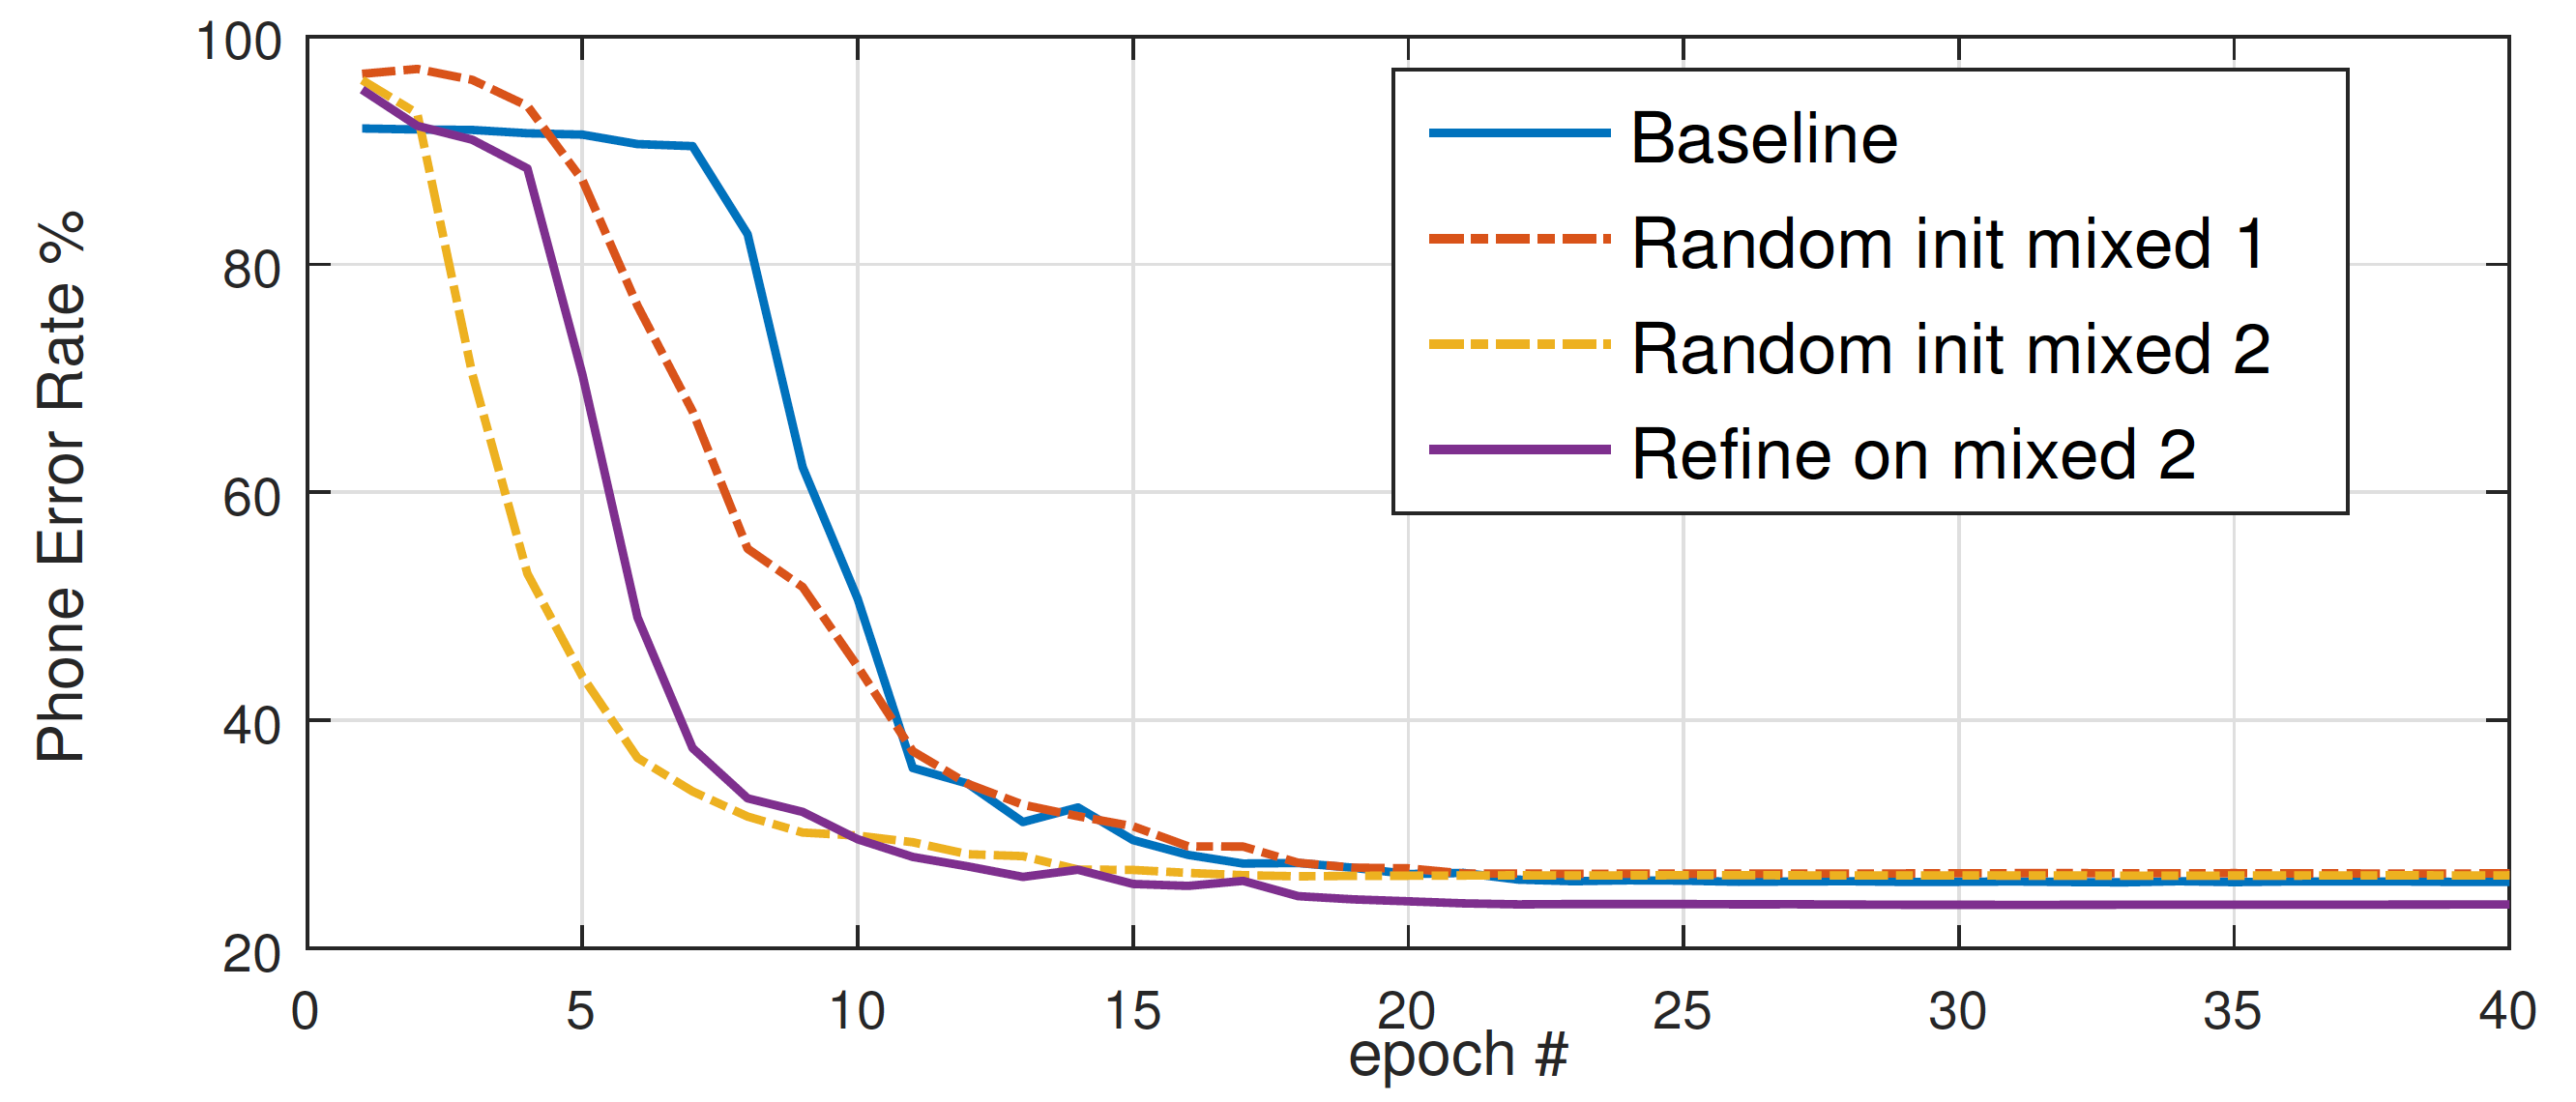 Phone Error Rate %
100
80
60
40
20
Baseline
Random init mixed 1
Random init mixed 2
Refine on mixed 2
0 5 10 15 20 25 30 35 40
epoch #